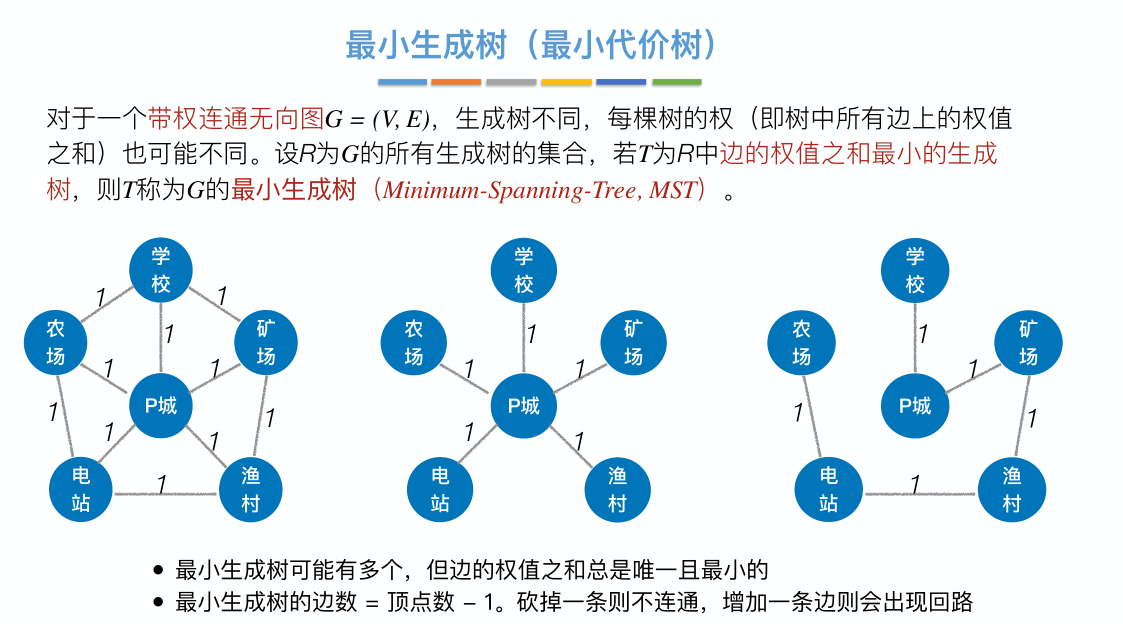 最小生成树（最小代价树）
对于一个带权连通无向图G = (V, E)，生成树不同，每棵树的权（即树中所有边上的权值
之和）也可能不同。设R为G的所有生成树的集合，若T为R中边的权值之和最小的生成
树，则T称为G的最小生成树（Minimum-Spanning-Tree, MST）。
学
校
1
1
农
场
1
矿
场
1
1
P城
1
1
1
1
电
站
1
渔
村
学
校
农
场
1
矿
场
1
1
P城
1
1
电
站
渔
村
学
校
农
场
1
矿
场
1
P城
1
1
电
站
1
渔
村
• 最小生成树可能有多个，但边的权值之和总是唯一且最小的
• 最小生成树的边数 = 顶点数 - 1。砍掉一条则不连通，增加一条边则会出现回路